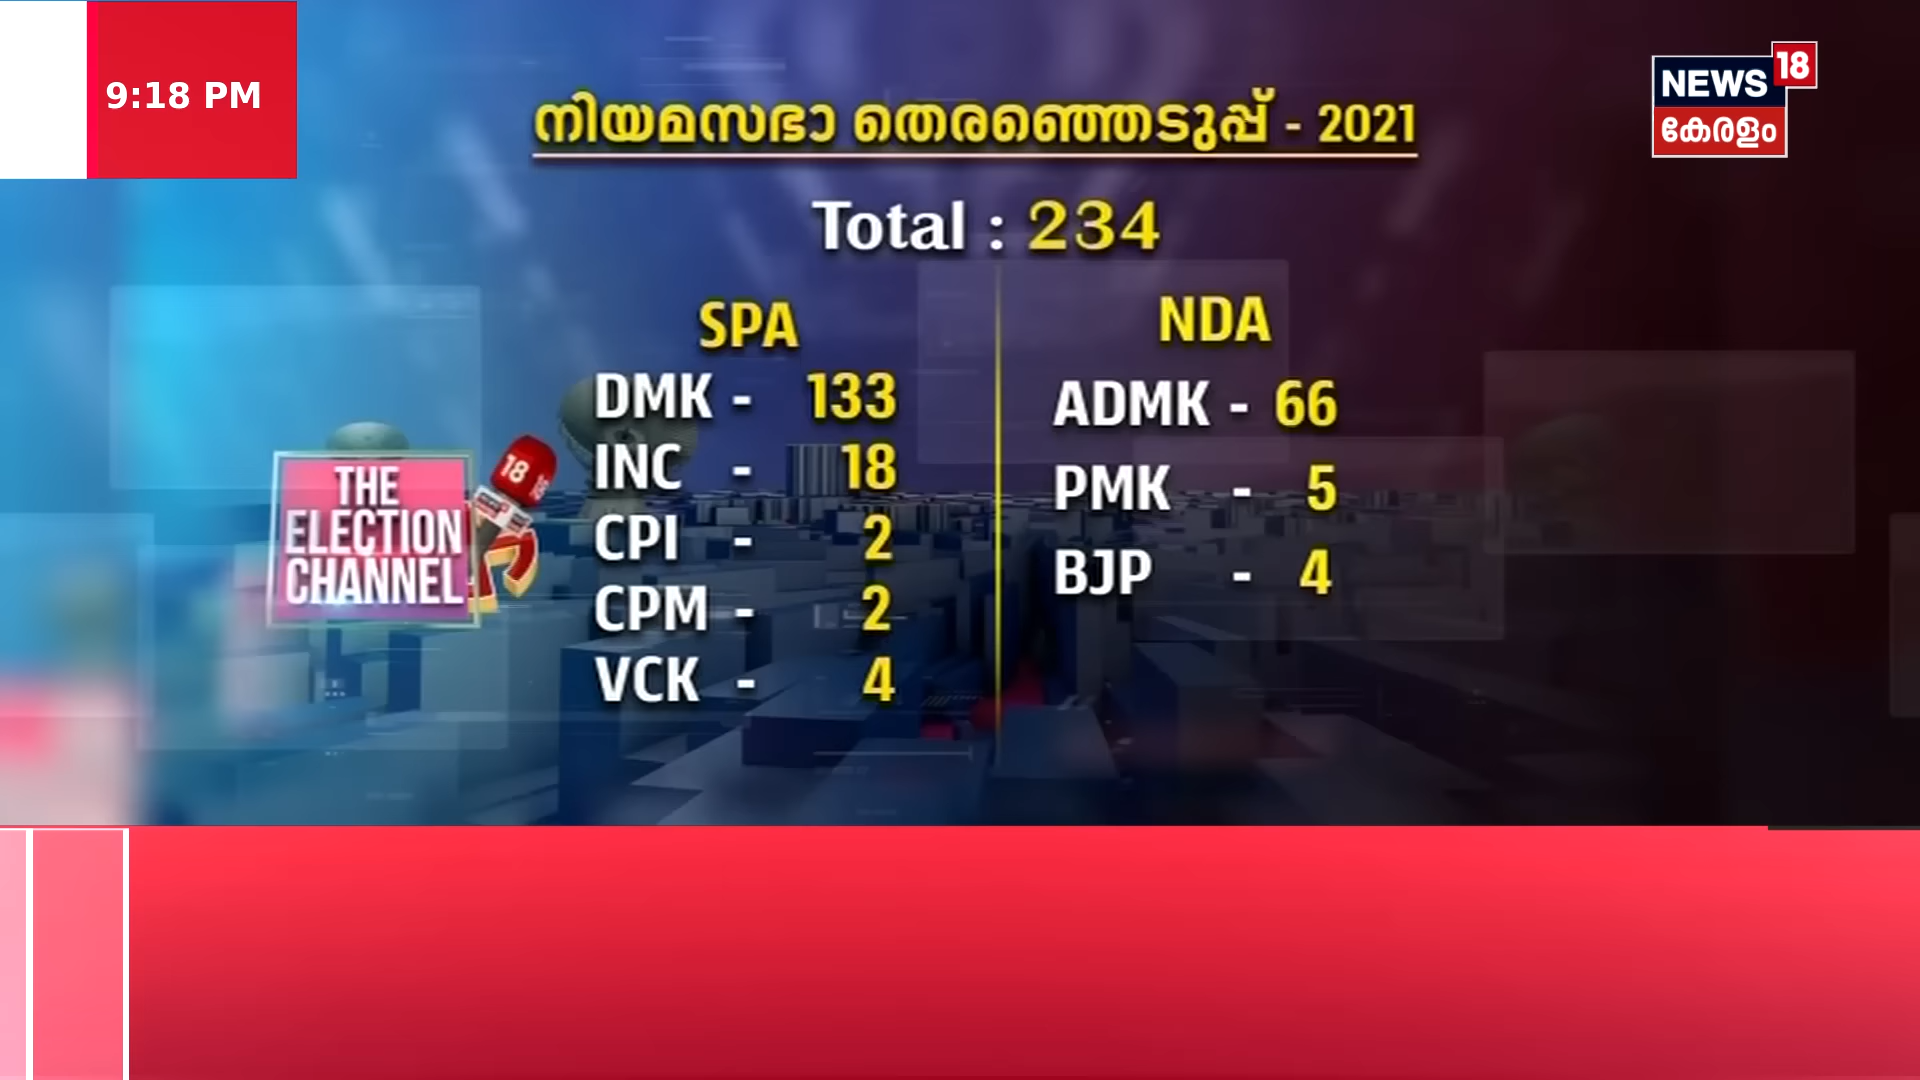 9:18 PM
NEWS 18
കേരളം
നിയമസഭാ തെരഞ്ഞെടുപ്പ് - 2021
Total : 234
SPA
DMK - 133
INC - 18
CPI - 2
CPM - 2
VCK - 4
NDA
ADMK - 66
PMK - 5
BJP - 4
THE
ELECTION
CHANNEL
18